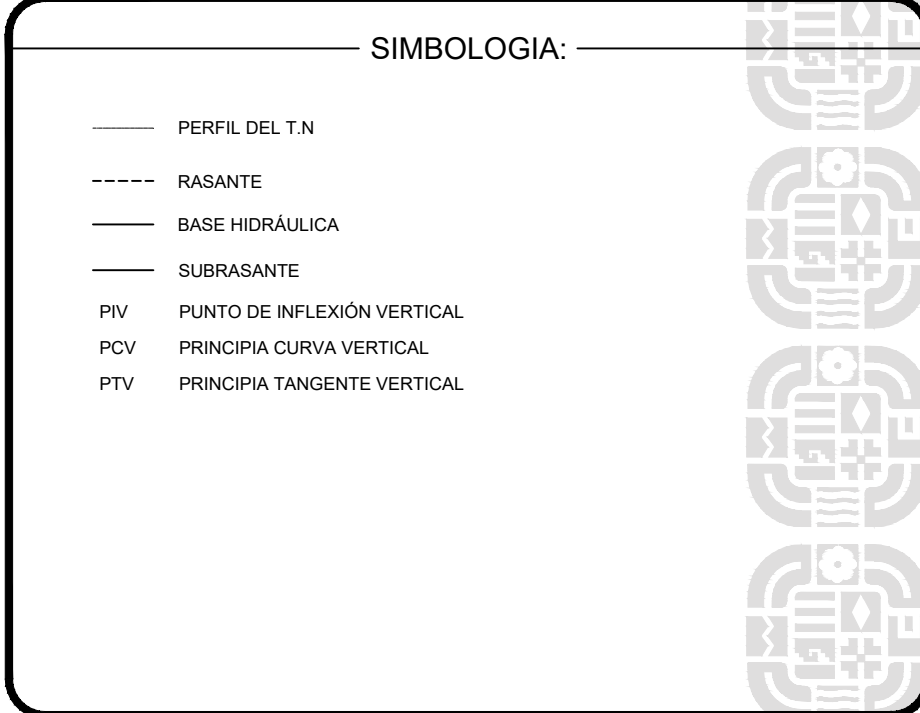 SIMBOLOGIA:
PERFIL DEL T.N
RASANTE
BASE HIDRÁULICA
SUBRASANTE
PIV PUNTO DE INFLEXIÓN VERTICAL
PCV PRINCIPIA CURVA VERTICAL
PTV PRINCIPIA TANGENTE VERTICAL